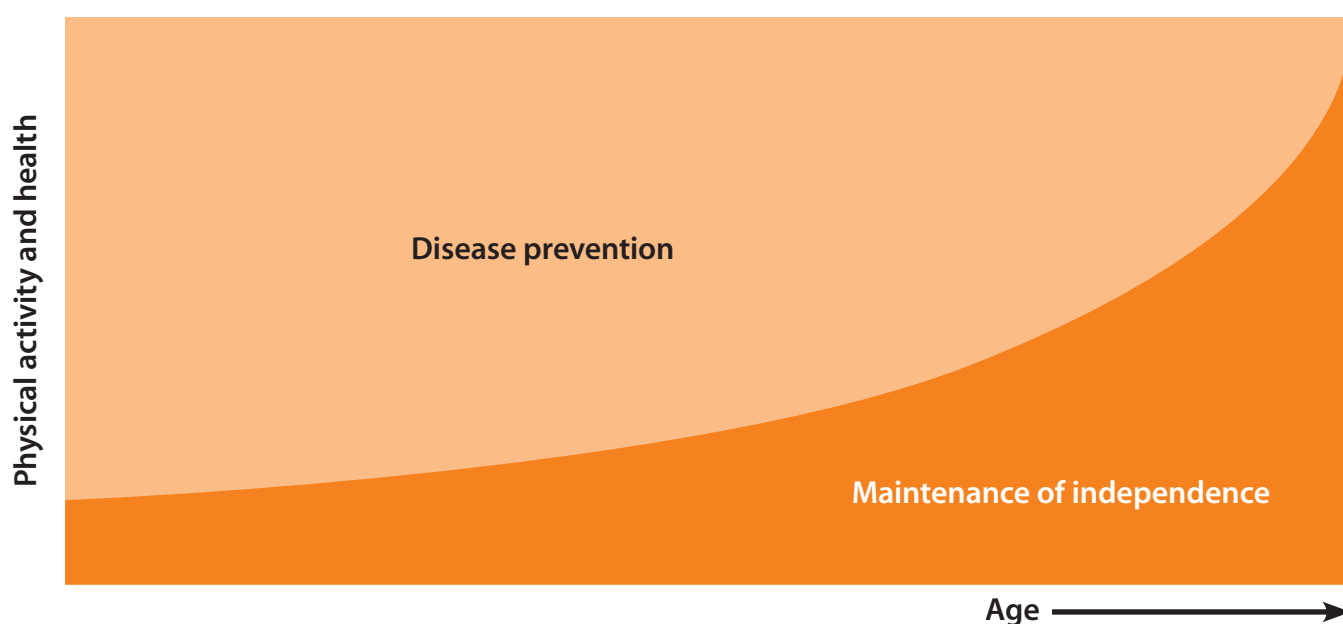 Physical activity and health
Disease prevention
Maintenance of independence
Age